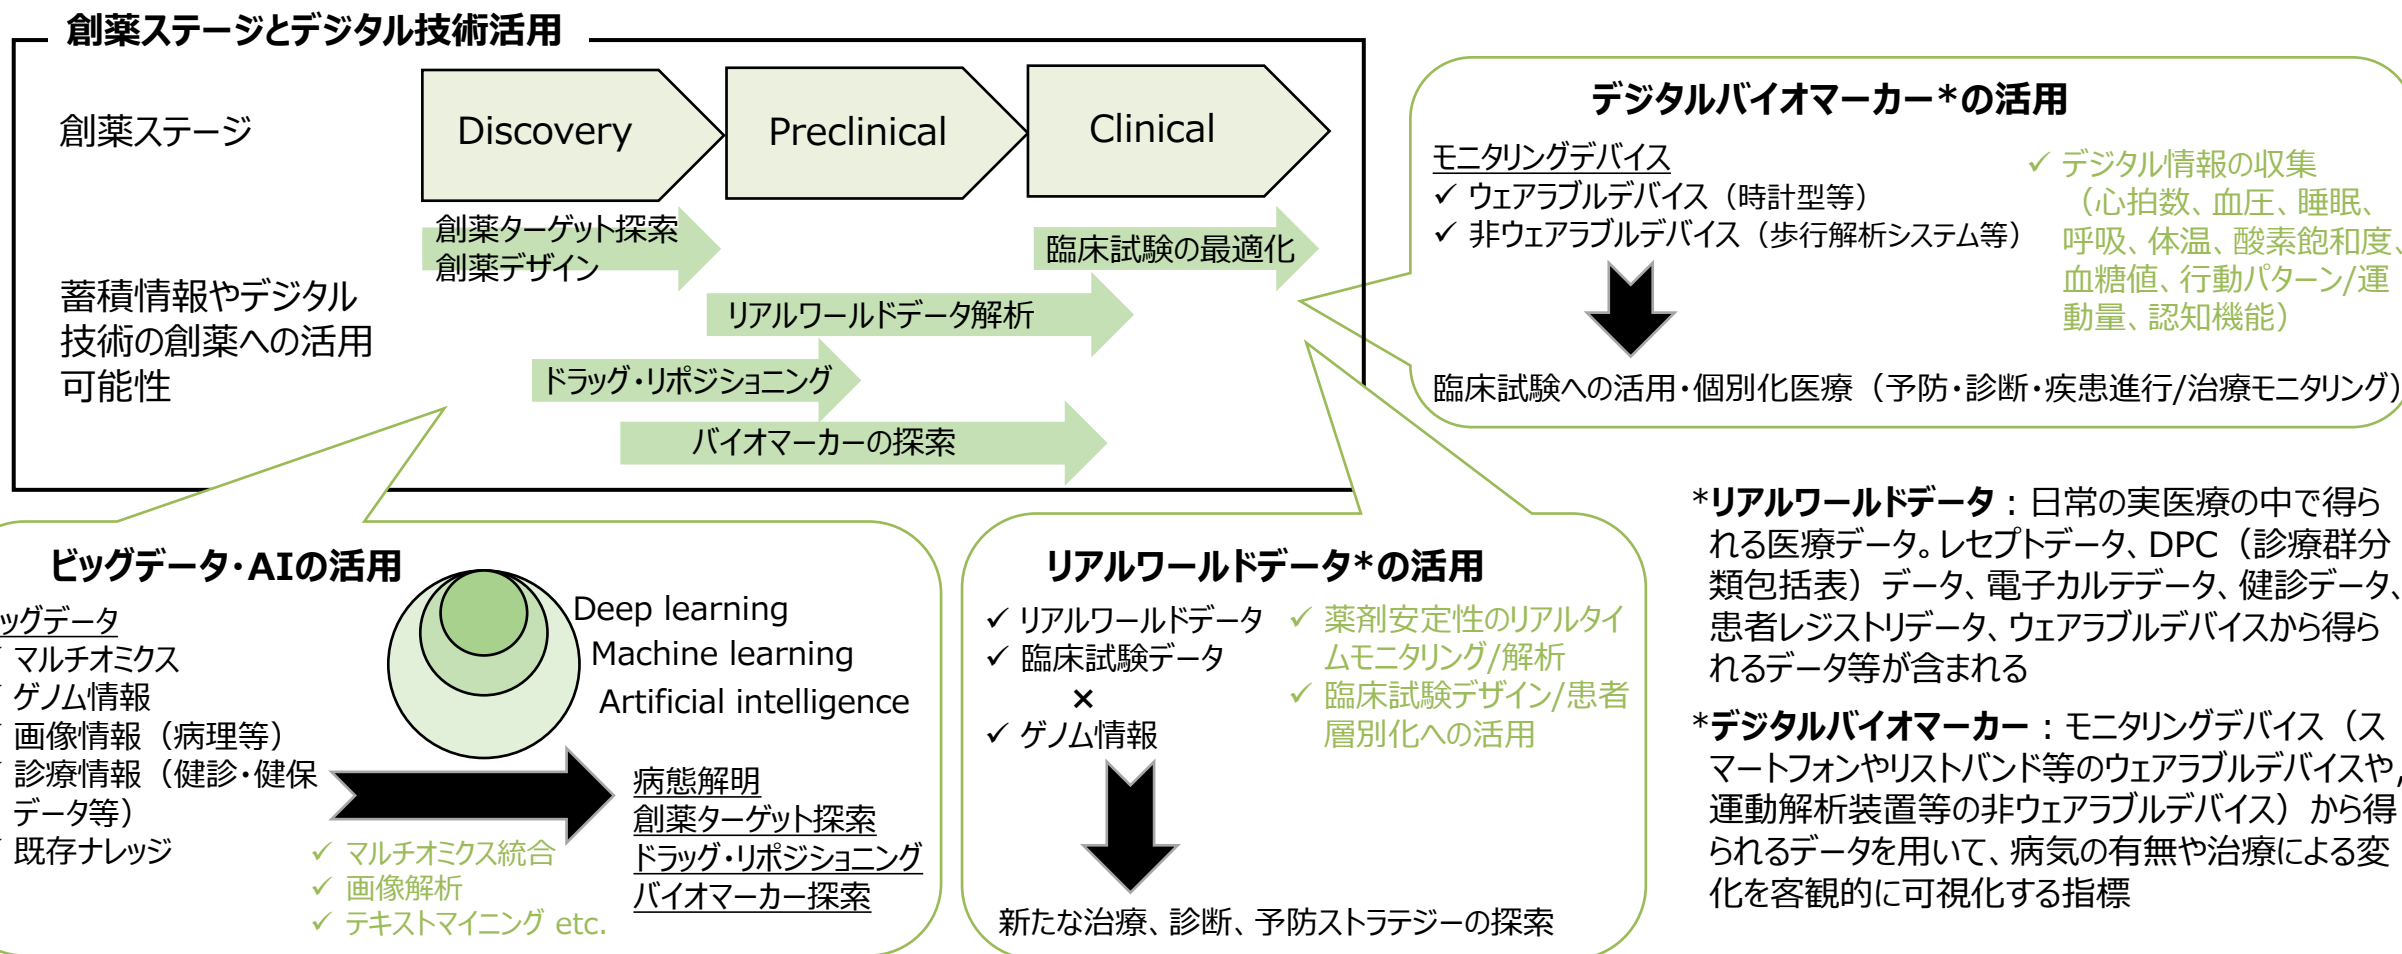 創薬ステージとデジタル技術活用
創薬ステージ
Discovery
Preclinical
Clinical
蓄積情報やデジタル
技術の創薬への活用
可能性
創薬ターゲット探索
創薬デザイン
臨床試験の最適化
リアルワールドデータ解析
ドラッグ・リポジショニング
バイオマーカーの探索
デジタルバイオマーカー*の活用
モニタリングデバイス
✓ ウェアラブルデバイス（時計型等）
✓ 非ウェアラブルデバイス（歩行解析システム等）
✓ デジタル情報の収集
（心拍数、血圧、睡眠、
呼吸、体温、酸素飽和度、
血糖値、行動パターン/運
動量、認知機能）
臨床試験への活用・個別化医療（予防・診断・疾患進行/治療モニタリング）
ビッグデータ・AIの活用
ッグデータ
✓ マルチオミクス
✓ ゲノム情報
✓ 画像情報（病理等）
✓ 診療情報（健診・健保
データ等）
✓ 既存ナレッジ
Deep learning
Machine learning
Artificial intelligence
✓ マルチオミクス統合
✓ 画像解析
✓ テキストマイニング etc.
病態解明
創薬ターゲット探索
ドラッグ・リポジショニング
バイオマーカー探索
リアルワールドデータ*の活用
✓ リアルワールドデータ
✓ 臨床試験データ
×
✓ ゲノム情報
✓ 薬剤安定性のリアルタイ
ムモニタリング/解析
✓ 臨床試験デザイン/患者
層別化への活用
新たな治療、診断、予防ストラテジーの探索
*リアルワールドデータ：日常の実医療の中で得ら
れる医療データ。レセプトデータ、DPC（診療群分
類包括表）データ、電子カルテデータ、健診データ、
患者レジストリデータ、ウェアラブルデバイスから得ら
れるデータ等が含まれる
*デジタルバイオマーカー：モニタリングデバイス（ス
マートフォンやリストバンド等のウェアラブルデバイスや,
運動解析装置等の非ウェアラブルデバイス）から得
られるデータを用いて、病気の有無や治療による変
化を客観的に可視化する指標